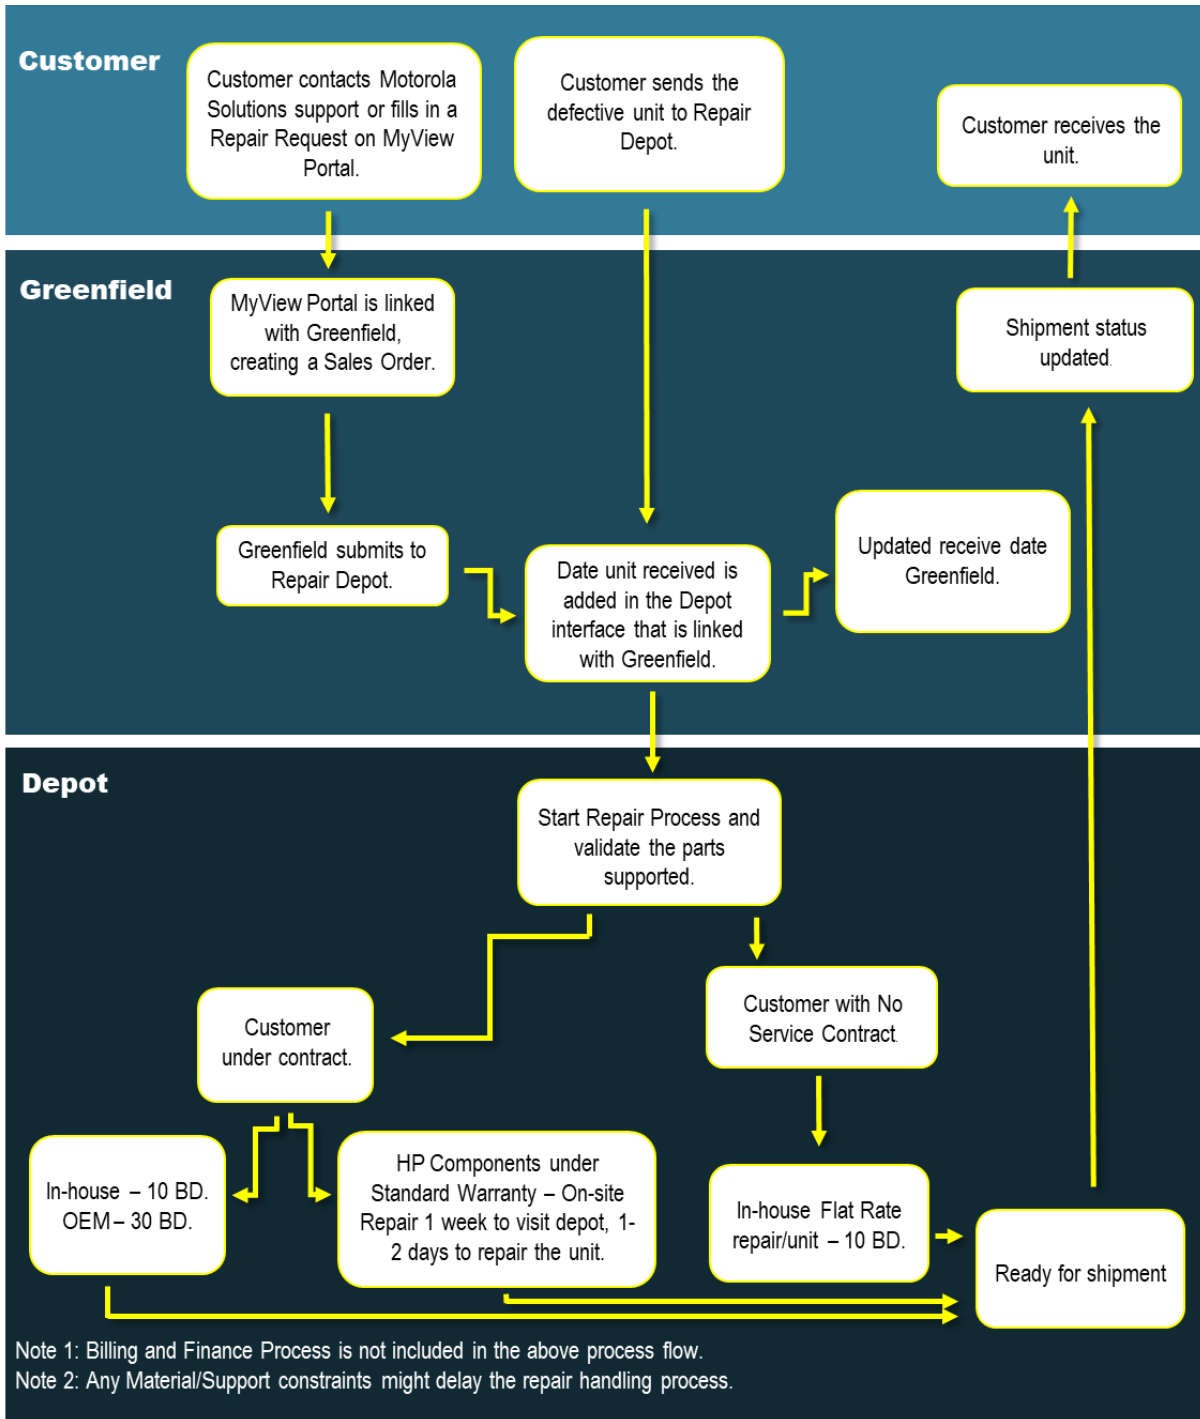 Customer
Customer contacts Motorola
Solutions support or fills in a
Repair Request on MyView
Portal.
Customer sends the
defective unit to Repair
Depot.
Customer receives the
unit.
Greenfield
MyView Portal is linked
with Greenfield,
creating a Sales Order.
Shipment status
updated.
Greenfield submits to
Repair Depot.
Date unit received is
added in the Depot
interface that is linked
with Greenfield.
Updated receive date
Greenfield.
Depot
Start Repair Process and
validate the parts
supported.
Customer
under contract.
Customer with No
Service Contract.
In-house – 10 BD.
OEM – 30 BD.
HP Components under
Standard Warranty – On-site
Repair 1 week to visit depot, 1-
2 days to repair the unit.
In-house Flat Rate
repair/unit – 10 BD.
Ready for shipment
Note 1: Billing and Finance Process is not included in the above process flow.
Note 2: Any Material/Support constraints might delay the repair handling process.